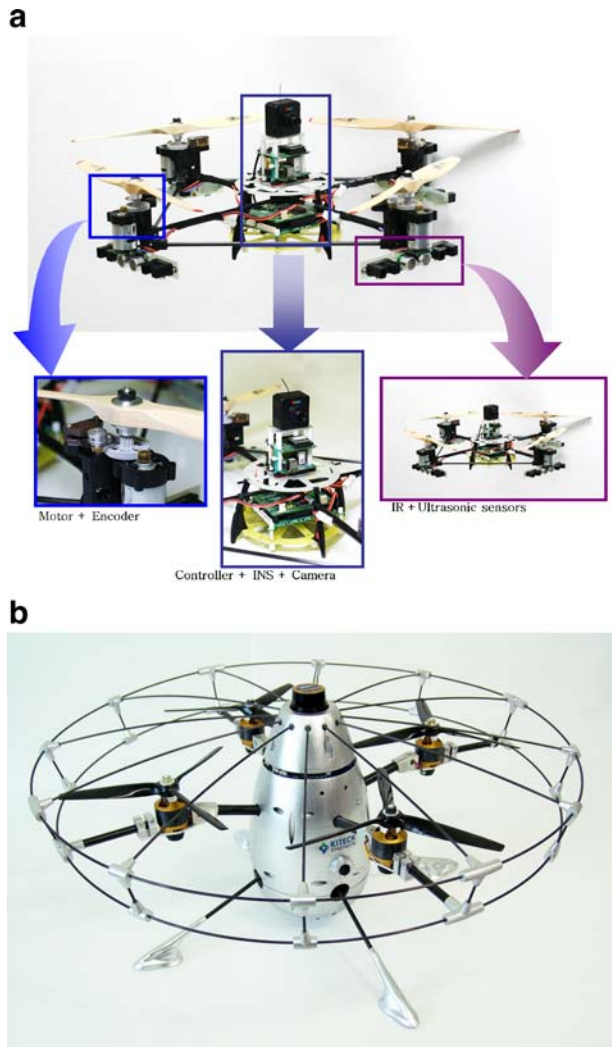 a
Motor + Encoder
Controller + INS + Camera
IR + Ultrasonic sensors
b
KITECH